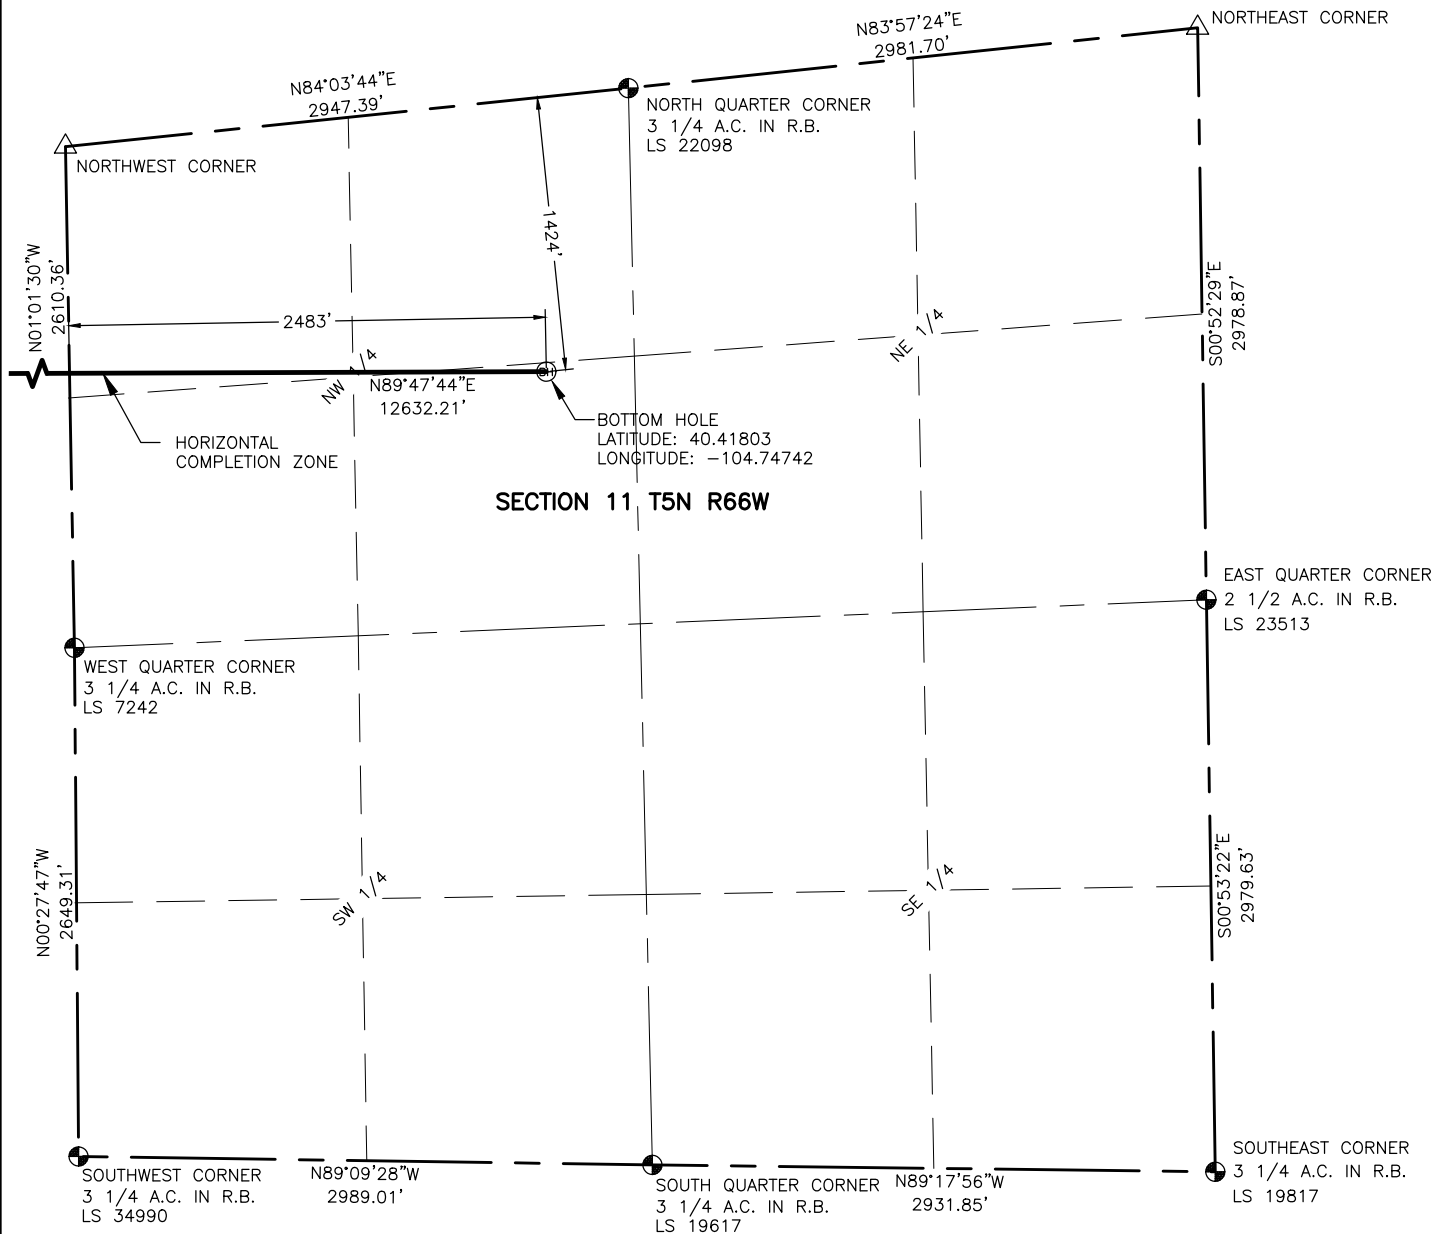 N83°57'24"E
2981.70'
NORTHEAST CORNER
N84°03'44"E
2947.39'
NORTH QUARTER CORNER
3 1/4 A.C. IN R.B.
LS 22098
NORTHWEST CORNER
1424'
N01°01'30"W
2610.36'
2483'
S00°52'29"E
2978.87'
NE 1/4
NW 1/4
N89°47'44"E
12632.21'
BH
BOTTOM HOLE
LATITUDE: 40.41803
LONGITUDE: -104.74742
HORIZONTAL
COMPLETION ZONE
SECTION 11 T5N R66W
EAST QUARTER CORNER
2 1/2 A.C. IN R.B.
LS 23513
WEST QUARTER CORNER
3 1/4 A.C. IN R.B.
LS 7242
N00°27'47"W
2649.31'
SW 1/4
SE 1/4
S00°53'22"E
2979.63'
SOUTHWEST CORNER
3 1/4 A.C. IN R.B.
LS 34990
N89°09'28"W
2989.01'
SOUTH QUARTER CORNER
3 1/4 A.C. IN R.B.
LS 19617
N89°17'56"W
2931.85'
SOUTHEAST CORNER
3 1/4 A.C. IN R.B.
LS 19817